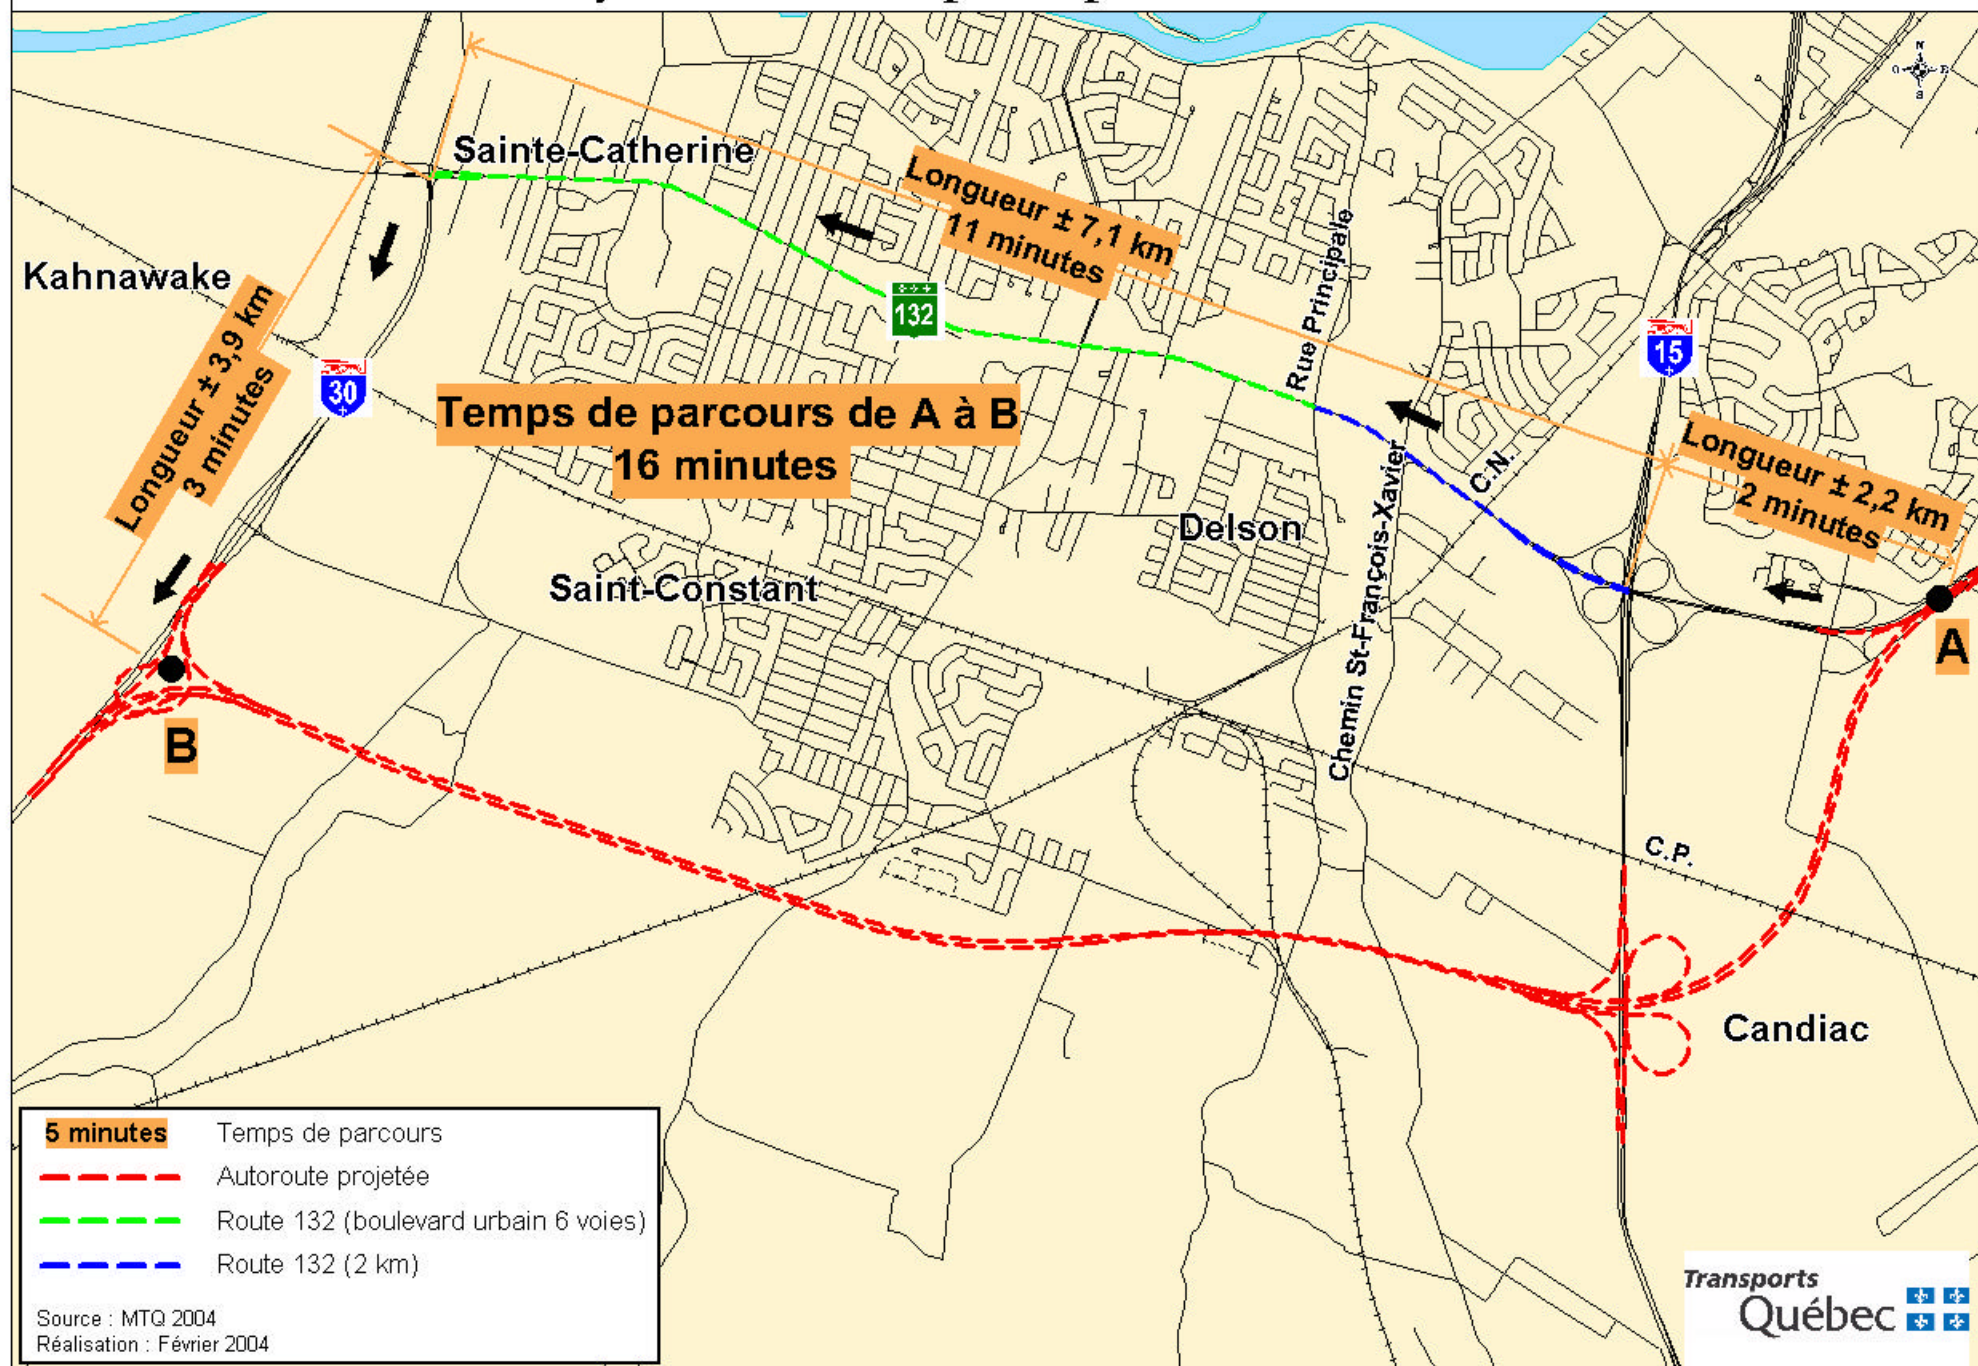 N
O E
S
Sainte-Catherine
Longueur ± 7,1 km
11 minutes
Kahnawake
Rue Principale
132
15
Longueur ± 3,9 km
3 minutes
30
Temps de parcours de A à B
16 minutes
Longueur ± 2,2 km
2 minutes
C.N.
Delson
Chemin St-François-Xavier
Saint-Constant
A
B
C.P.
Candiac
5 minutes Temps de parcours
Autoroute projetée
Route 132 (boulevard urbain 6 voies)
Route 132 (2 km)
Source : MTQ 2004
Réalisation : Février 2004
Transports
Québec